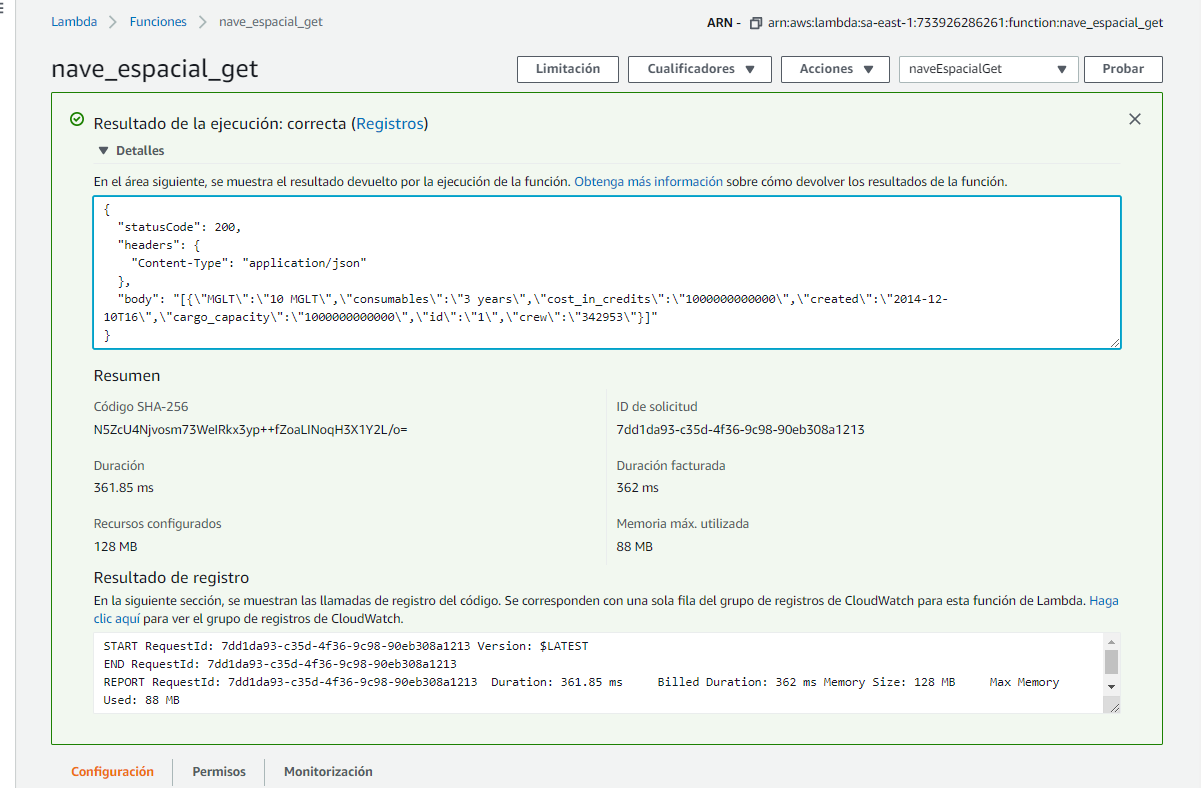 Lambda > Funciones > nave_espacial_get
ARN - arn:aws:lambda:sa-east-1:733926286261:function:nave_espacial_get
nave_espacial_get
Limitación Cualificadores Acciones naveEspacialGet Probar
Resultado de la ejecución: correcta (Registros)
Detalles
En el área siguiente, se muestra el resultado devuelto por la ejecución de la función. Obtenga más información sobre cómo devolver los resultados de la función.
{
"statusCode": 200,
"headers": {
"Content-Type": "application/json"
},
"body": "[{\"MGLT\":\"10 MGLT\",\"consumables\":\"3 years\",\"cost_in_credits\":\"1000000000000\",\"created\":\"2014-12-
10T16\",\"cargo_capacity\":\"1000000000000\",\"id\":\"1\",\"crew\":\"342953\"}]"
}
Resumen
Código SHA-256
N5ZcU4Njvosm73WeIRkx3yp++fZoaLINoqH3X1Y2L/o=
ID de solicitud
7dd1da93-c35d-4f36-9c98-90eb308a1213
Duración
361.85 ms
Duración facturada
362 ms
Recursos configurados
128 MB
Memoria máx. utilizada
88 MB
Resultado de registro
En la siguiente sección, se muestran las llamadas de registro del código. Se corresponden con una sola fila del grupo de registros de CloudWatch para esta función de Lambda. Haga
clic aquí para ver el grupo de registros de CloudWatch.
START RequestId: 7dd1da93-c35d-4f36-9c98-90eb308a1213 Version: $LATEST
END RequestId: 7dd1da93-c35d-4f36-9c98-90eb308a1213
REPORT RequestId: 7dd1da93-c35d-4f36-9c98-90eb308a1213 Duration: 361.85 ms Billed Duration: 362 ms Memory Size: 128 MB Max Memory
Used: 88 MB
Configuración Permisos Monitorización